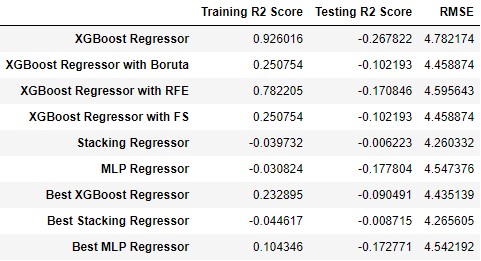 Training R2 Score Testing R2 Score RMSE
XGBoost Regressor 0.926016 -0.267822 4.782174
XGBoost Regressor with Boruta 0.250754 -0.102193 4.458874
XGBoost Regressor with RFE 0.782205 -0.170846 4.595643
XGBoost Regressor with FS 0.250754 -0.102193 4.458874
Stacking Regressor -0.039732 -0.006223 4.260332
MLP Regressor -0.030824 -0.177804 4.547376
Best XGBoost Regressor 0.232895 -0.090491 4.435139
Best Stacking Regressor -0.044617 -0.008715 4.265605
Best MLP Regressor 0.104346 -0.172771 4.542192